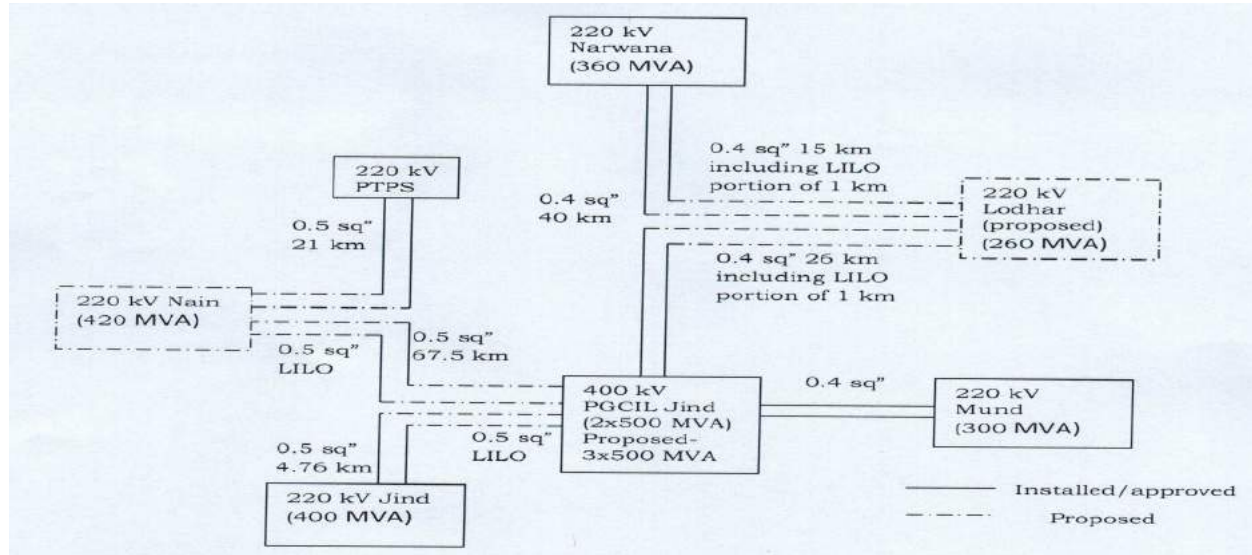 220 kV
Narwana
(360 MVA)
0.4 sq" 15 km
including LILO
portion of 1 km
220 kV
PTPS
220 kV
Lodhar
(proposed)
(260 MVA)
0.4 sq"
40 km
0.5 sq"
21 km
0.4 sq" 26 km
including LILO
portion of 1 km
220 kV Nain
(420 MVA)
0.5 sq"
67.5 km
0.5 sq"
LILO
400 kV
PGCIL Jind
(2x500 MVA)
Proposed-
3x500 MVA
0.4 sq"
220 kV
Mund
(300 MVA)
0.5 sq"
4.76 km
0.5 sq"
LILO
220 kV Jind
(400 MVA)
Installed/approved
Proposed